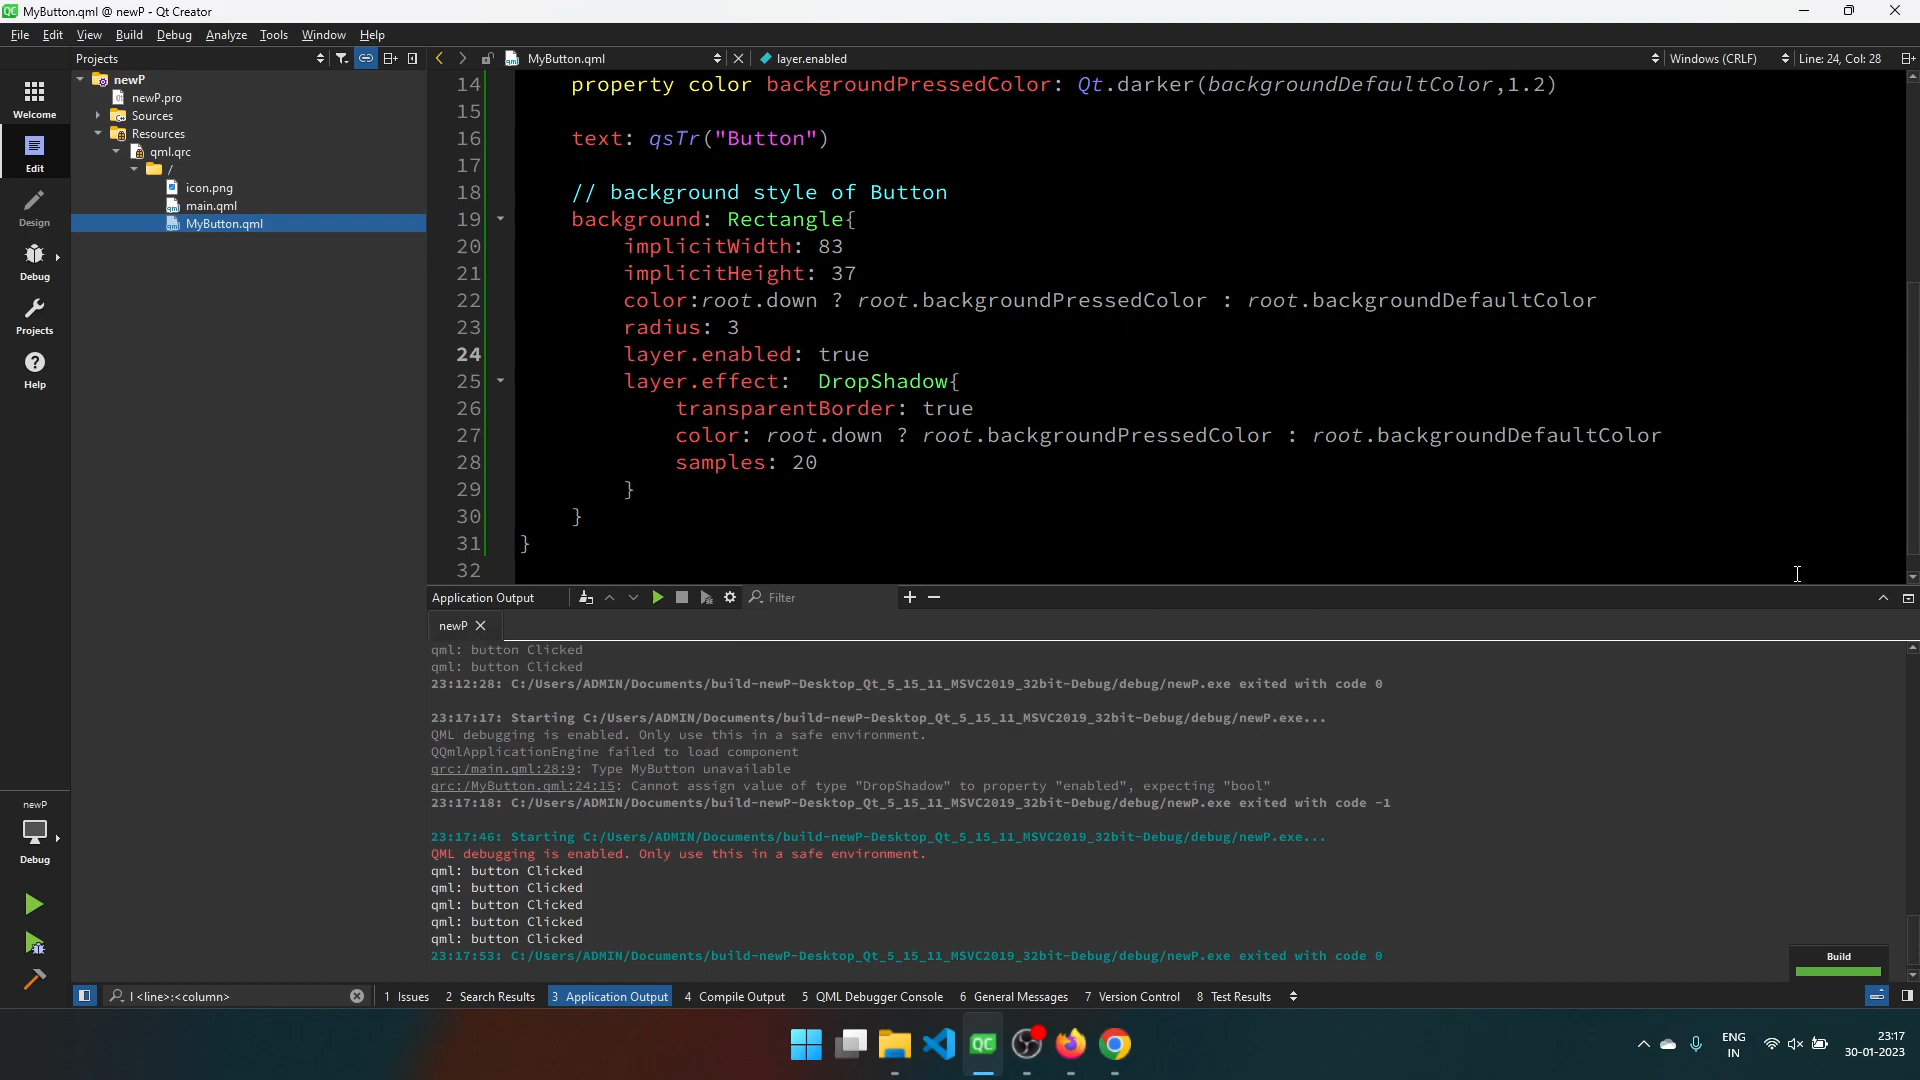 MyButton.qml @ newP - Qt Creator
File Edit View Build Debug Analyze Tools Window Help
Projects
MyButton.qml
layer.enabled
Windows (CRLF)
Line: 24, Col: 28
Welcome
Edit
Design
Debug
Projects
Help
newP
newP.pro
Sources
Resources
qml.qrc
/
icon.png
main.qml
MyButton.qml
14 property color backgroundPressedColor: Qt.darker(backgroundDefaultColor,1.2)
15
16 text: qsTr("Button")
17
18 // background style of Button
19 background: Rectangle{
20 implicitWidth: 83
21 implicitHeight: 37
22 color:root.down ? root.backgroundPressedColor : root.backgroundDefaultColor
23 radius: 3
24 layer.enabled: true
25 layer.effect:  DropShadow{
26 transparentBorder: true
27 color: root.down ? root.backgroundPressedColor : root.backgroundDefaultColor
28 samples: 20
29 }
30 }
31 }
32
Application Output
Filter
newP
qml: button Clicked
qml: button Clicked
23:12:28: C:/Users/ADMIN/Documents/build-newP-Desktop_Qt_5_15_11_MSVC2019_32bit-Debug/debug/newP.exe exited with code 0
23:17:17: Starting C:/Users/ADMIN/Documents/build-newP-Desktop_Qt_5_15_11_MSVC2019_32bit-Debug/debug/newP.exe...
QML debugging is enabled. Only use this in a safe environment.
QQmlApplicationEngine failed to load component
qrc:/main.qml:28:9: Type MyButton unavailable
qrc:/MyButton.qml:24:15: Cannot assign value of type "DropShadow" to property "enabled", expecting "bool"
23:17:18: C:/Users/ADMIN/Documents/build-newP-Desktop_Qt_5_15_11_MSVC2019_32bit-Debug/debug/newP.exe exited with code -1
23:17:46: Starting C:/Users/ADMIN/Documents/build-newP-Desktop_Qt_5_15_11_MSVC2019_32bit-Debug/debug/newP.exe...
QML debugging is enabled. Only use this in a safe environment.
qml: button Clicked
qml: button Clicked
qml: button Clicked
qml: button Clicked
qml: button Clicked
23:17:53: C:/Users/ADMIN/Documents/build-newP-Desktop_Qt_5_15_11_MSVC2019_32bit-Debug/debug/newP.exe exited with code 0
newP
Debug
Build
l <line>:<column>
1 Issues 2 Search Results 3 Application Output 4 Compile Output 5 QML Debugger Console 6 General Messages 7 Version Control 8 Test Results
QC
ENG
IN
23:17
30-01-2023